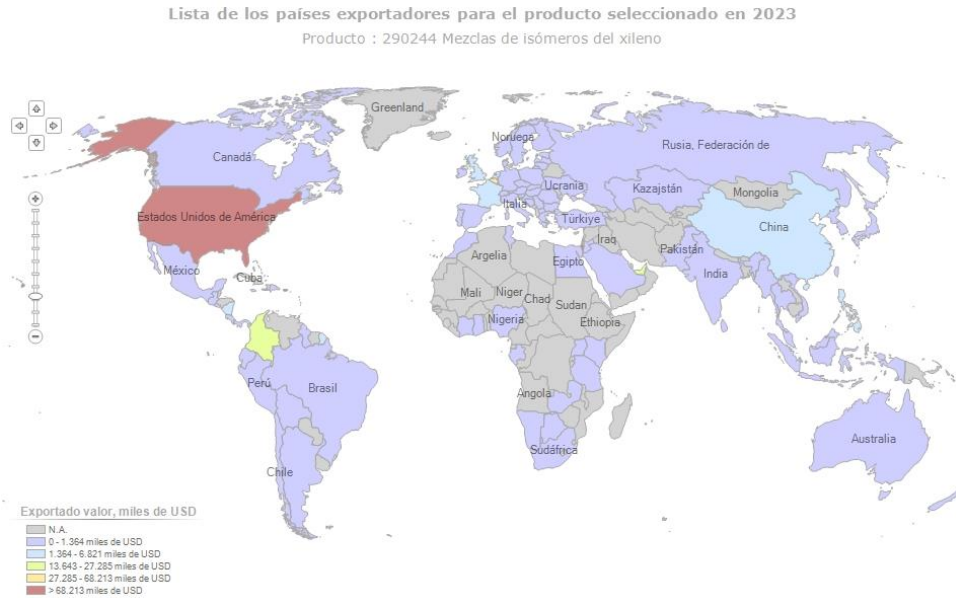 Lista de los países exportadores para el producto seleccionado en 2023
Producto : 290244 Mezclas de isómeros del xileno
Greenland
Noruega
Canadá
Rusia, Federación de
Ucrania
Kazajstán
Mongolia
Italia
Estados Unidos de América
Türkiye
China
Iraq
Pakistán
Argelia
Egipto
México
Cuba
India
Mali
Niger
Chad
Sudan
Nigeria
Ethiopia
Perú
Brasil
Angola
Australia
Sudáfrica
Chile
Exportado valor, miles de USD
N.A.
0 - 1.364 miles de USD
1.364 - 6.821 miles de USD
13.643 - 27.285 miles de USD
27.285 - 68.213 miles de USD
> 68.213 miles de USD